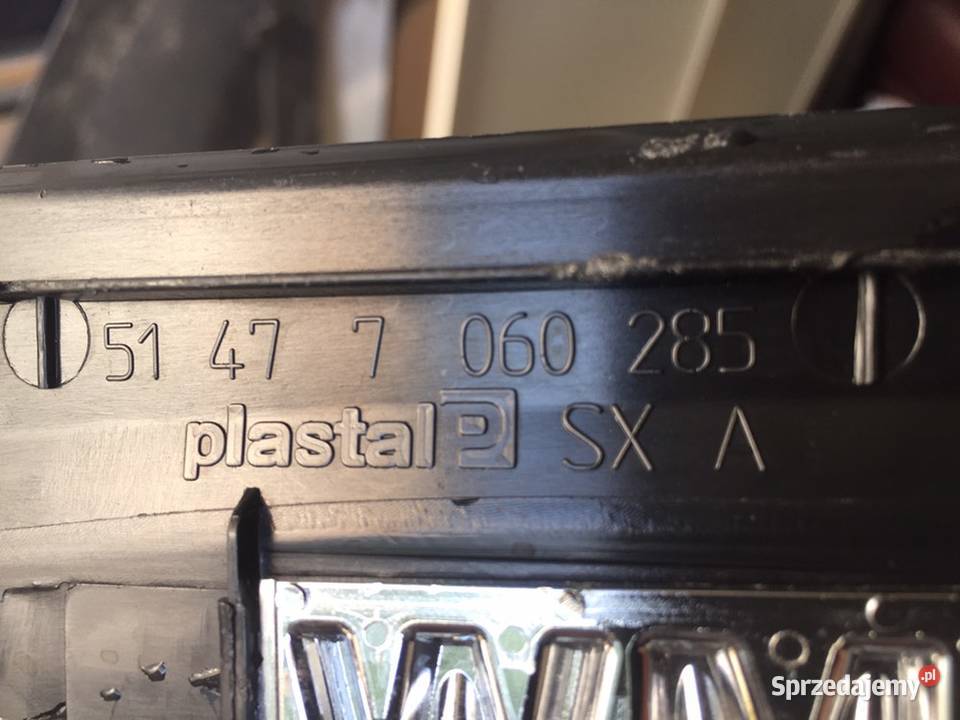 51 47 7 060 285
plastal P SX A
Sprzedajemy.pl